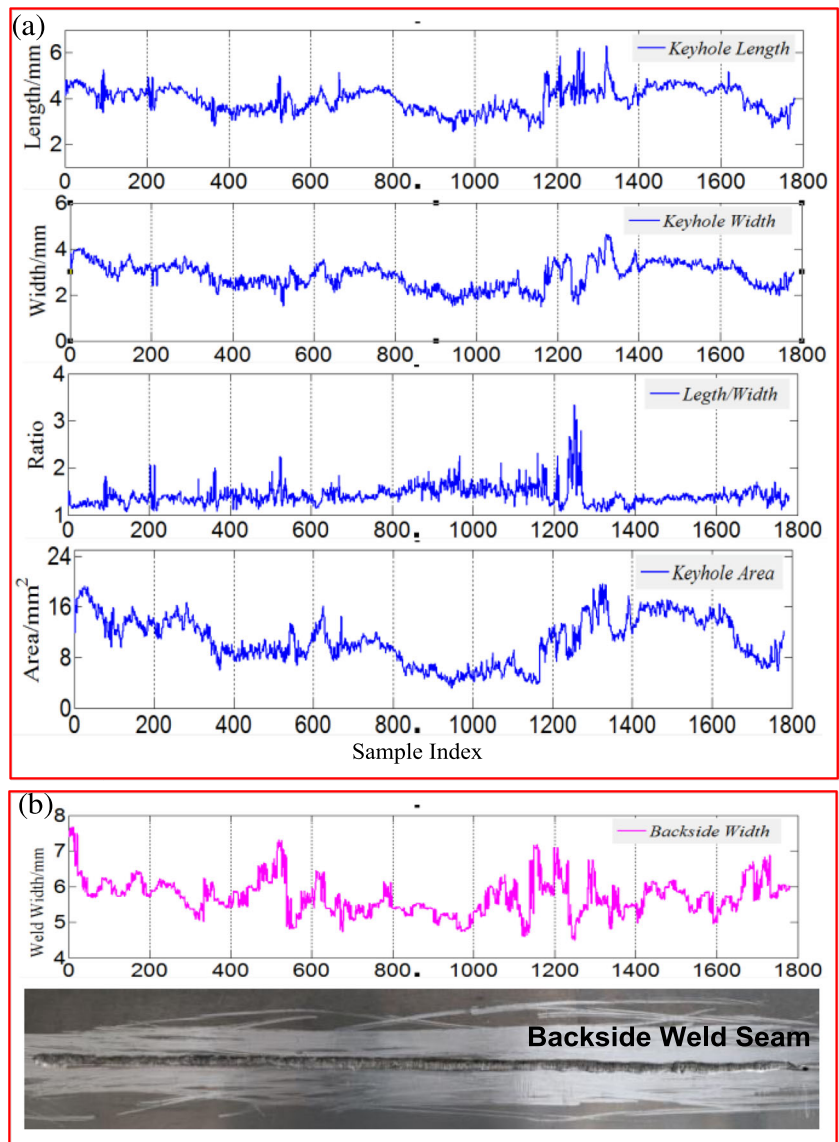 (a)
Length/mm
6
4
2
Keyhole Length
0 200 400 600 800 1000 1200 1400 1600 1800
Width/mm
6
4
2
0
Keyhole Width
0 200 400 600 800 1000 1200 1400 1600 1800
Ratio
4
3
2
1
Legth/Width
0 200 400 600 800 1000 1200 1400 1600 1800
Area/mm²
24
16
8
0
Keyhole Area
0 200 400 600 800 1000 1200 1400 1600 1800
Sample Index
(b)
Weld Width/mm
8
7
6
5
4
Backside Width
0 200 400 600 800 1000 1200 1400 1600 1800
Backside Weld Seam